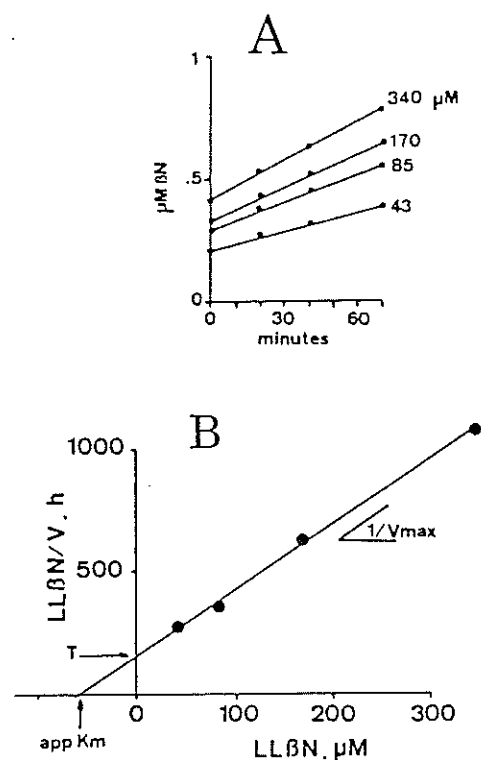 A
1
.5
0
µM βN
340 µM
170
85
43
0 30 60
minutes
B
1000
500
LLβN/V, h
T
1/Vmax
0 100 200 300
app Km
LLβN, µM